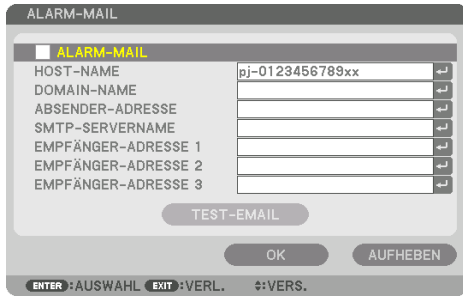 ALARM-MAIL
ALARM-MAIL
HOST-NAME pj-0123456789xx
DOMAIN-NAME
ABSENDER-ADRESSE
SMTP-SERVERNAME
EMPFÄNGER-ADRESSE 1
EMPFÄNGER-ADRESSE 2
EMPFÄNGER-ADRESSE 3
TEST-EMAIL
OK AUFHEBEN
ENTER :AUSWAHL EXIT :VERL. :VERS.